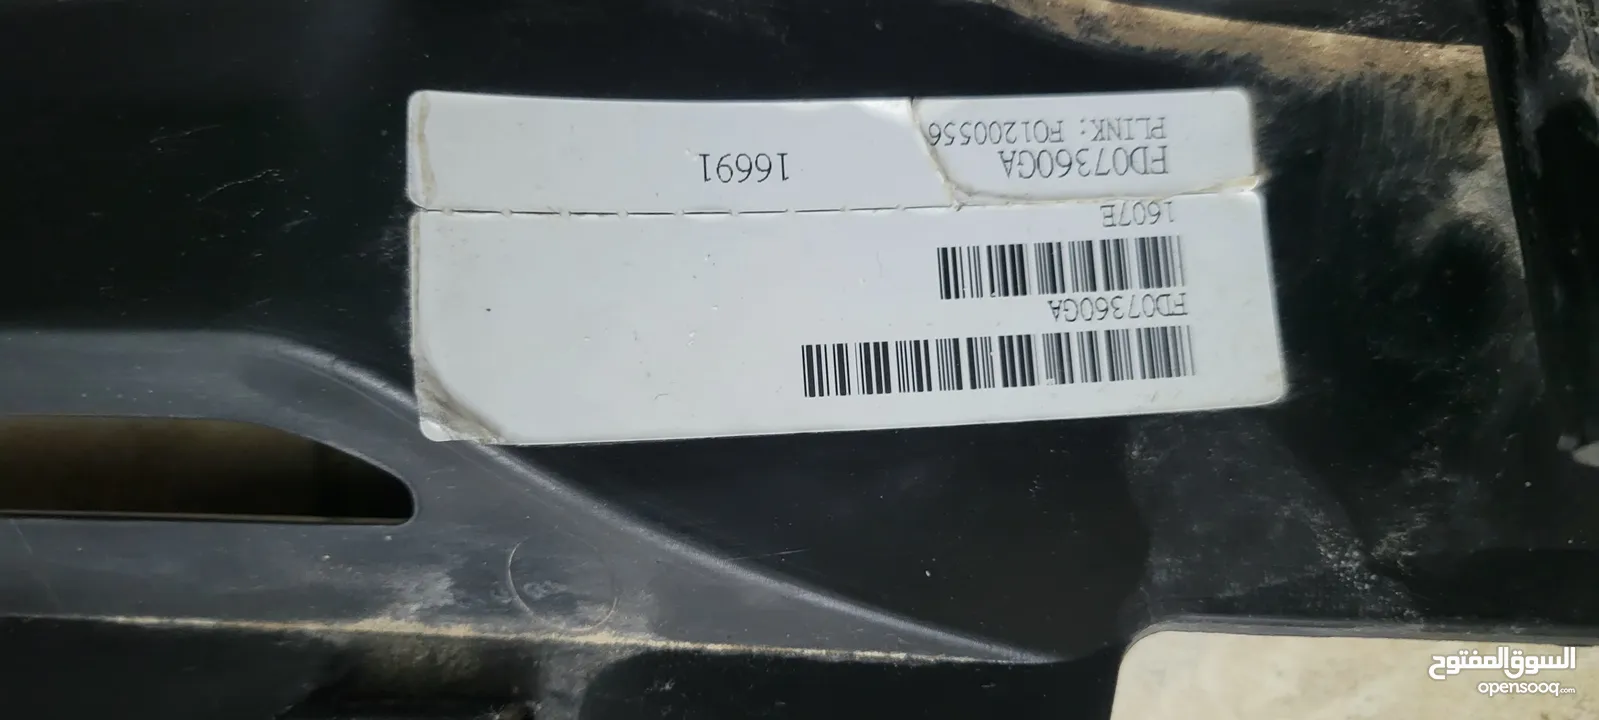 FD07360GA
1607E
FD07360GA 16691
PLINK: F01200556
السوق المفتوح
opensooq.com